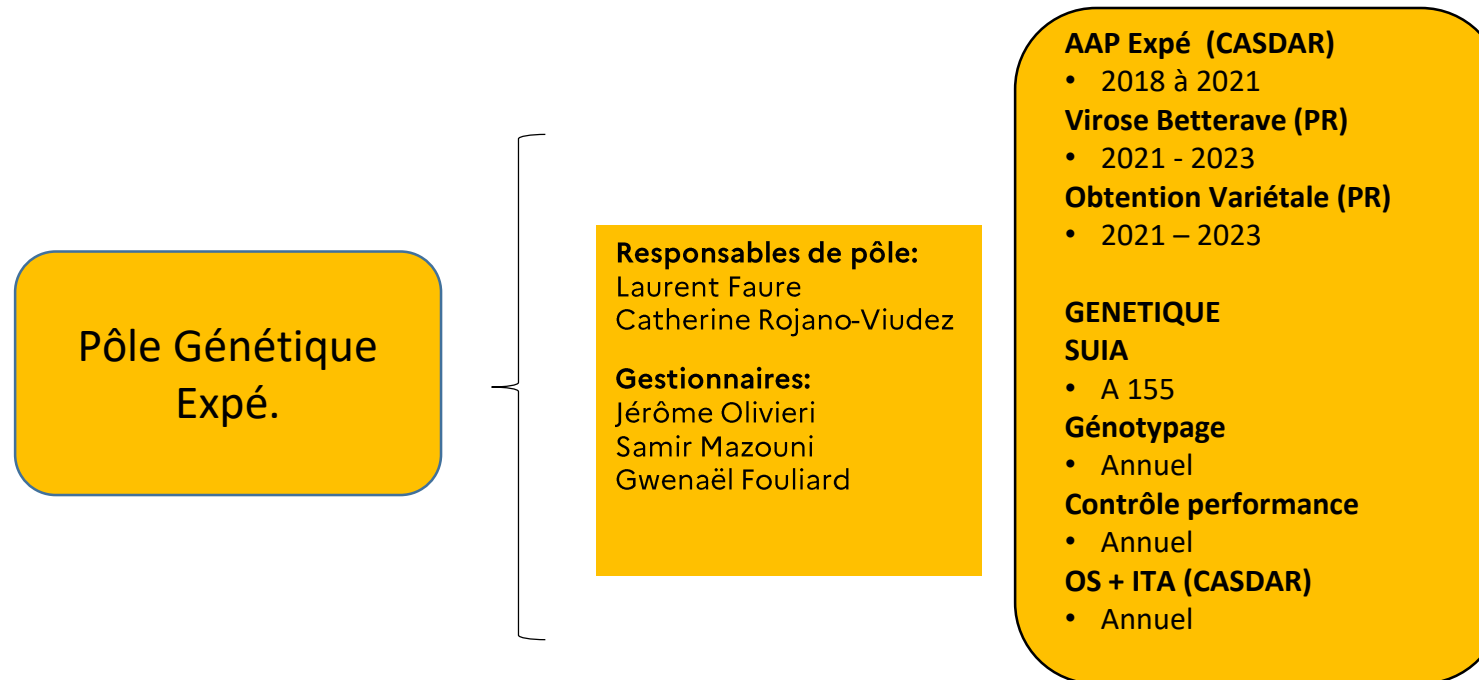 Pôle Génétique
Expé.
Responsables de pôle:
Laurent Faure
Catherine Rojano-Viudez
Gestionnaires:
Jérôme Olivieri
Samir Mazouni
Gwenaël Fouliard
AAP Expé  (CASDAR)
• 2018 à 2021
Virose Betterave (PR)
• 2021 - 2023
Obtention Variétale (PR)
• 2021 – 2023
GENETIQUE
SUIA
• A 155
Génotypage
• Annuel
Contrôle performance
• Annuel
OS + ITA (CASDAR)
• Annuel